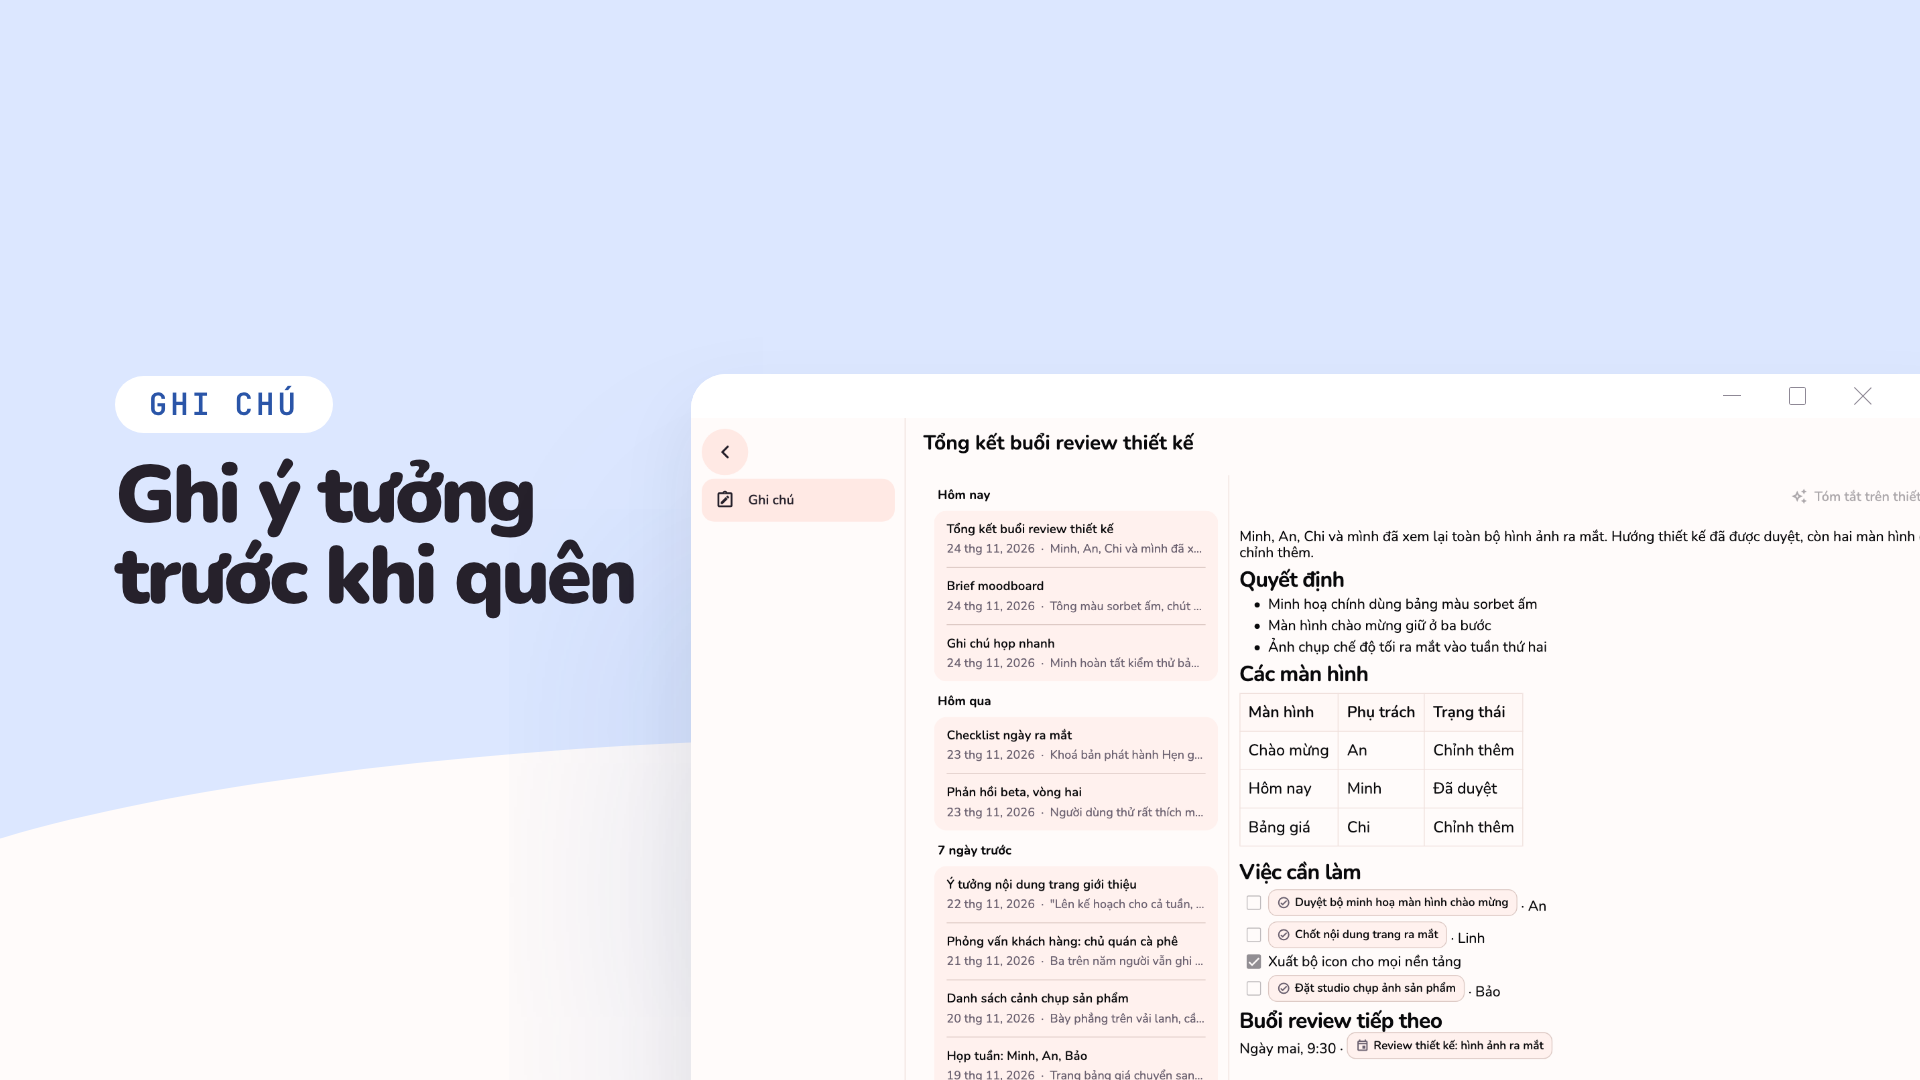 GHI CHÚ
Ghi ý tưởng
trước khi quên
Tổng kết buổi review thiết kế
Ghi chú
Hôm nay
Tổng kết buổi review thiết kế
24 thg 11, 2026 · Minh, An, Chi và mình đã x...
Brief moodboard
24 thg 11, 2026 · Tông màu sorbet ấm, chút ...
Ghi chú họp nhanh
24 thg 11, 2026 · Minh hoàn tất kiểm thử bả...
Hôm qua
Checklist ngày ra mắt
23 thg 11, 2026 · Khoá bản phát hành Hẹn g...
Phản hồi beta, vòng hai
23 thg 11, 2026 · Người dùng thử rất thích m...
7 ngày trước
Ý tưởng nội dung trang giới thiệu
22 thg 11, 2026 · "Lên kế hoạch cho cả tuần, ...
Phỏng vấn khách hàng: chủ quán cà phê
21 thg 11, 2026 · Ba trên năm người vẫn ghi ...
Danh sách cảnh chụp sản phẩm
20 thg 11, 2026 · Bày phẳng trên vải lanh, cầ...
Họp tuần: Minh, An, Bảo
19 thg 11, 2026 · Trang bảng giá chuyển san...
Tóm tắt trên thiết
Minh, An, Chi và mình đã xem lại toàn bộ hình ảnh ra mắt. Hướng thiết kế đã được duyệt, còn hai màn hình
chỉnh thêm.
Quyết định
• Minh hoạ chính dùng bảng màu sorbet ấm
• Màn hình chào mừng giữ ở ba bước
• Ảnh chụp chế độ tối ra mắt vào tuần thứ hai
Các màn hình
Màn hình Phụ trách Trạng thái
Chào mừng An Chỉnh thêm
Hôm nay Minh Đã duyệt
Bảng giá Chi Chỉnh thêm
Việc cần làm
Duyệt bộ minh hoạ màn hình chào mừng · An
Chốt nội dung trang ra mắt · Linh
Xuất bộ icon cho mọi nền tảng
Đặt studio chụp ảnh sản phẩm · Bảo
Buổi review tiếp theo
Ngày mai, 9:30 · Review thiết kế: hình ảnh ra mắt